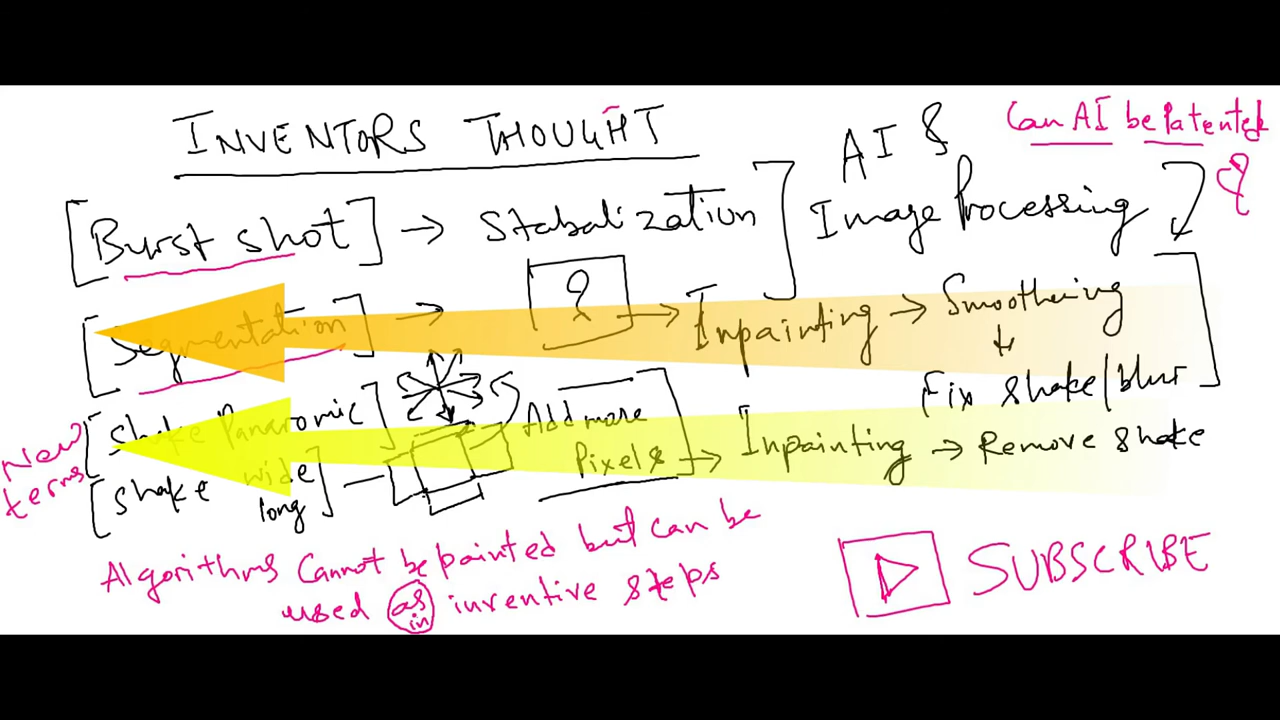 INVENTORS THOUGHT
AI &
Can AI be Patented ?
[Burst shot] → Stabalization
Image Processing
[Segmentation] → ? → Inpainting → Smoothering
Fix shake/blur
[Shake Panaromic]
Add more
Pixels → Inpainting → Remove shake
New
terms
[Shake wide
long]
Algorithms Cannot be painted but can be
used as in inventive steps
SUBSCRIBE